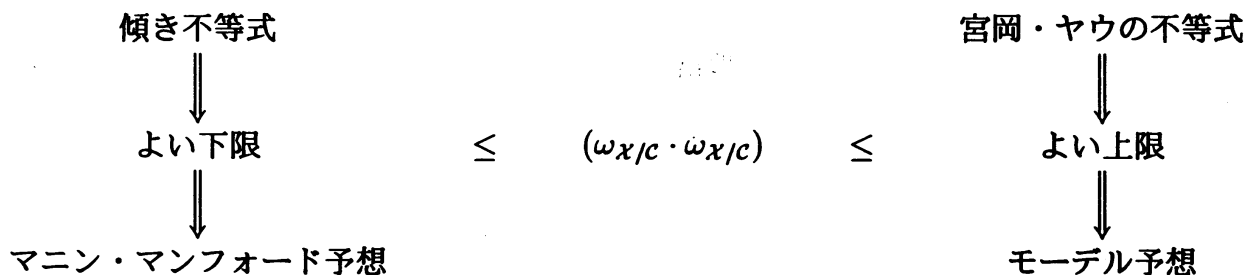 傾き不等式 宮岡・ヤウの不等式
⇓ ⇓
よい下限 ≤ (ω_{X/C} · ω_{X/C}) ≤ よい上限
⇓ ⇓
マニン・マンフォード予想 モーデル予想